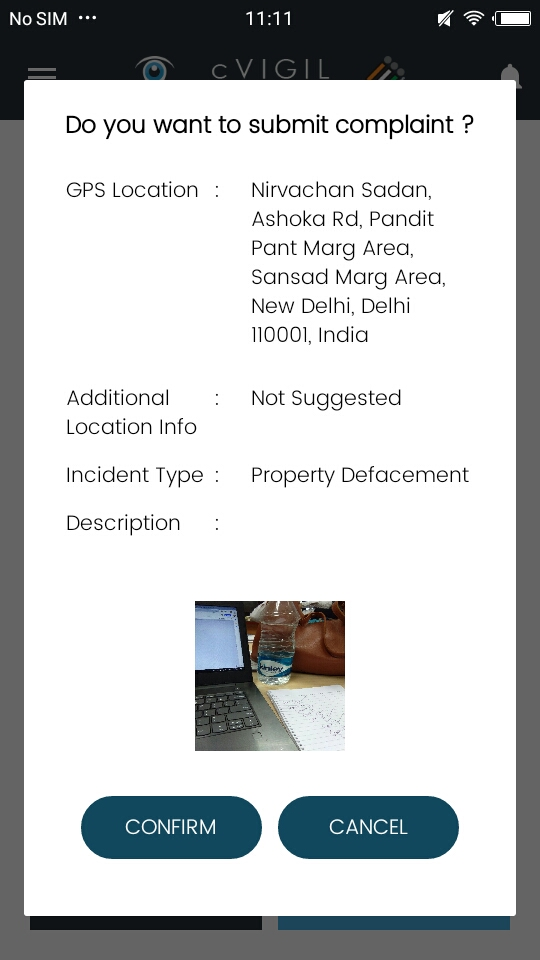 No SIM ··· 11:11
cVIGIL
Do you want to submit complaint ?
GPS Location : Nirvachan Sadan,
Ashoka Rd, Pandit
Pant Marg Area,
Sansad Marg Area,
New Delhi, Delhi
110001, India
Additional : Not Suggested
Location Info
Incident Type : Property Defacement
Description :
CONFIRM CANCEL